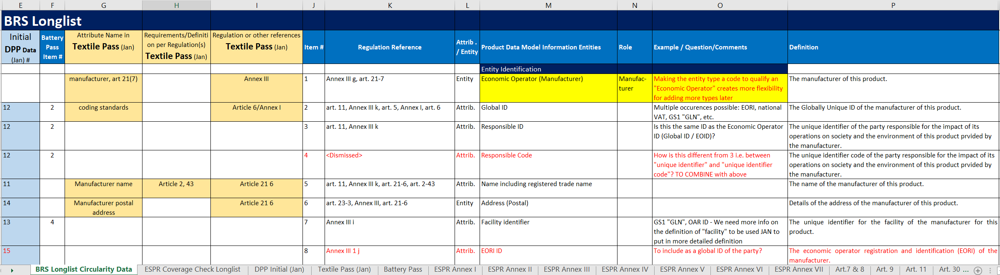 E F G H I J K L M N O P
BRS Longlist
Initial
DPP Data
(Jan) #
Battery
Pass
Item #
Attribute Name in
Textile Pass (Jan)
Requirements/Definiti
on per Regulation(s)
Textile Pass (Jan)
Regulation or other references
Textile Pass (Jan)
Item #
Regulation Reference
Attrib .
/ Entity
Product Data Model Information Entities
Role
Example / Question/Comments
Definition
Entity Identification
manufacturer, art 21(7)
Annex III
1
Annex III g, art. 21-7
Entity
Economic Operator (Manufacturer)
Manufac-
turer
Making the entity type a code to qualify an
"Economic Operator" creates more flexibility
for adding more types later
The manufacturer of this product.
12
2
coding standards
Article 6/Annex I
2
art. 11, Annex III k, art. 5, Annex I, art. 6
Attrib.
Global ID
Multiple occurences possible: EORI, national
VAT, GS1 "GLN", etc.
The Globally Unique ID of the manufacturer of this product.
12
2
3
art. 11, Annex III k
Attrib.
Responsible ID
Is this the same ID as the Economic Operator
ID (Global ID / EOID)?
The unique identifier of the party responsible for the impact of its
operations on society and the environment of this product prvided by
the manufacturer.
12
2
4
<Dismissed>
Attrib.
Responsible Code
How is this different from 3 i.e. between
"unique identifier" and "unique identifier
code"? TO COMBINE with above
The unique identifier code of the party responsible for the impact of its
operations on society and the environment of this product prvided by
the manufacturer.
11
Manufacturer name
Article 2, 43
Article 21 6
5
art. 11, Annex III k, art. 21-6, art. 2-43
Attrib.
Name including registered trade name
The name of the manufacturer of this product.
14
Manufacturer postal
address
Article 21 6
6
art. 23-3, Annex III, art. 21-6
Entity
Address (Postal)
Details of the address of the manufacturer of this product.
13
4
7
Annex III i
Attrib.
Facility identifier
GS1 "GLN", OAR ID - We need more info on
the definition of "facility" to be used JAN to
put in more detailed definition
The unique identifier for the facility of the manufacturer for this
product.
15
8
Annex III 1 j
Attrib.
EORI ID
To include as a global ID of the party?
The economic operator registration and identification (EORI) of the
manufacturer.
BRS Longlist Circularity Data
ESPR Coverage Check Longlist
DPP Initial (Jan)
Textile Pass (Jan)
Battery Pass
ESPR Annex I
ESPR Annex II
ESPR Annex III
ESPR Annex IV
ESPR Annex V
ESPR Annex VI
ESPR Annex VII
Art.7 & 8
Art. 9
Art. 11
Art. 30 ...